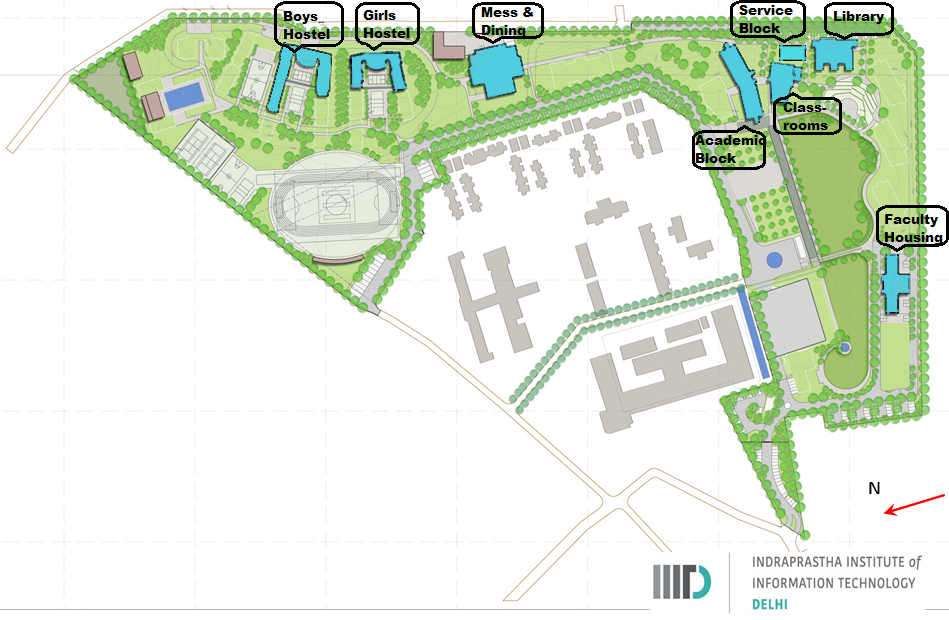 Boys_
Hostel
Girls
Hostel
Mess &
Dining
Service
Block
Library
Class-
rooms
Academic
Block
Faculty
Housing
N
INDRAPRASTHA INSTITUTE of
INFORMATION TECHNOLOGY
DELHI